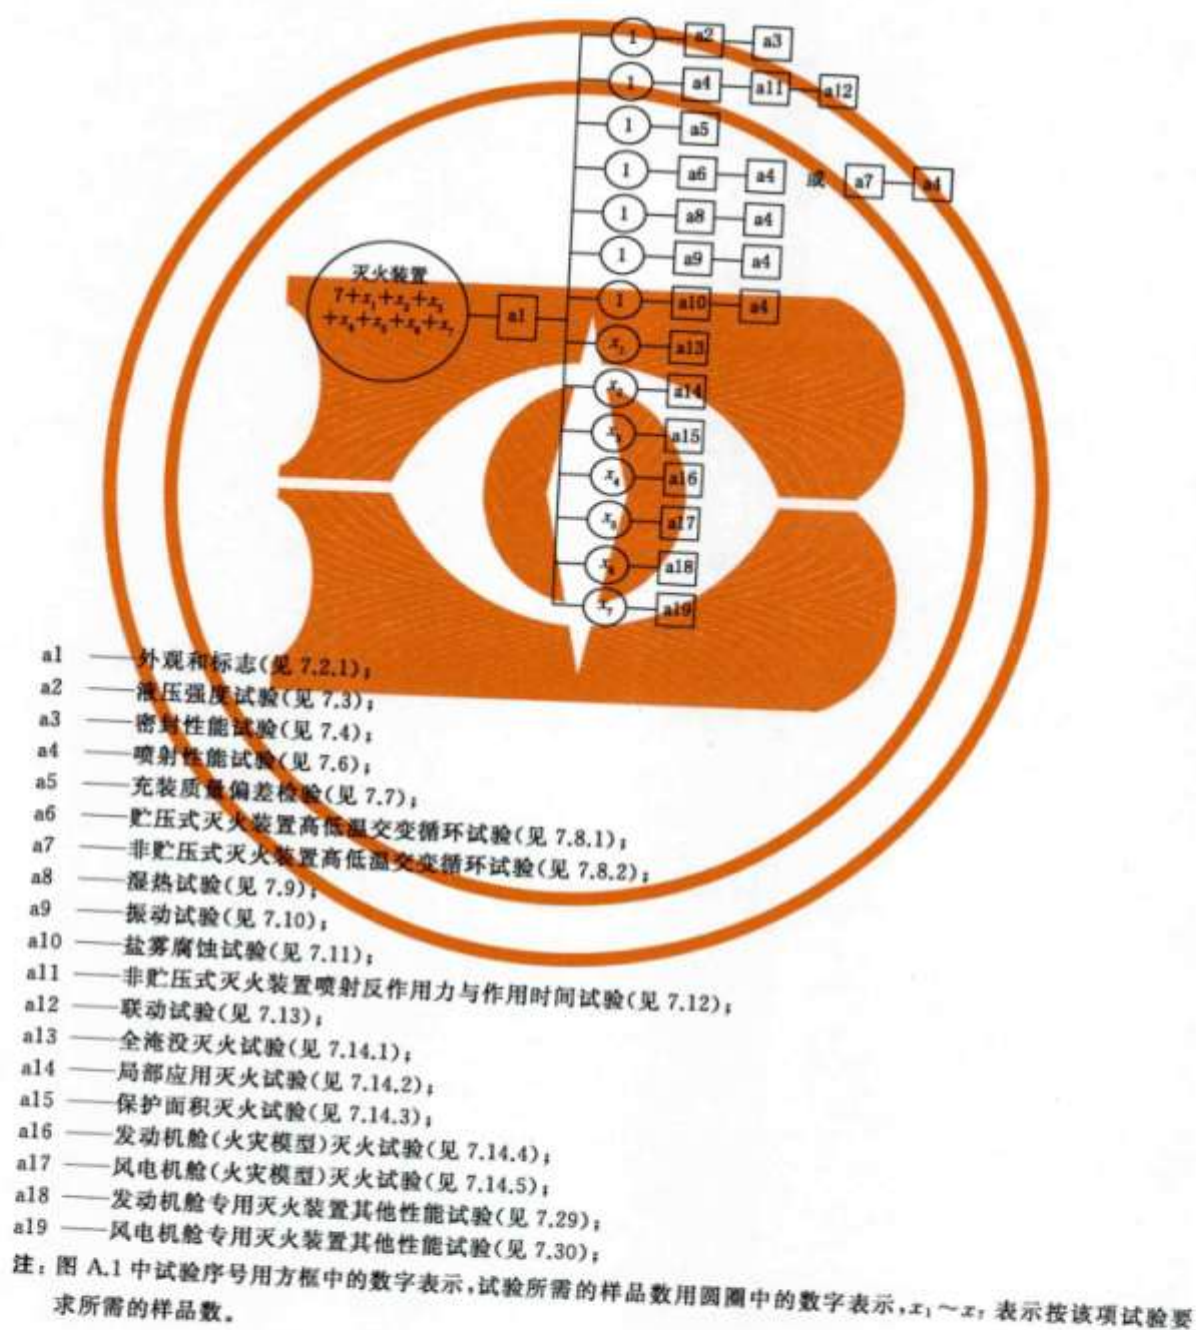 1 a2 a3
1 a4 a11 a12
1 a5
1 a6 a4 或 a7 a4
1 a8 a4
1 a9 a4
灭火装置
7+x₁+x₂+x₃
+x₄+x₅+x₆+x₇
a1
1 a10 a4
x₁ a13
x₂ a14
x₃ a15
x₄ a16
x₅ a17
x₆ a18
x₇ a19
a1 ——外观和标志(见 7.2.1);
a2 ——液压强度试验(见 7.3);
a3 ——密封性能试验(见 7.4);
a4 ——喷射性能试验(见 7.6);
a5 ——充装质量偏差检验(见 7.7);
a6 ——贮压式灭火装置高低温交变循环试验(见 7.8.1);
a7 ——非贮压式灭火装置高低温交变循环试验(见 7.8.2);
a8 ——湿热试验(见 7.9);
a9 ——振动试验(见 7.10);
a10 ——盐雾腐蚀试验(见 7.11);
a11 ——非贮压式灭火装置喷射反作用力与作用时间试验(见 7.12);
a12 ——联动试验(见 7.13);
a13 ——全淹没灭火试验(见 7.14.1);
a14 ——局部应用灭火试验(见 7.14.2);
a15 ——保护面积灭火试验(见 7.14.3);
a16 ——发动机舱(火灾模型)灭火试验(见 7.14.4);
a17 ——风电机舱(火灾模型)灭火试验(见 7.14.5);
a18 ——发动机舱专用灭火装置其他性能试验(见 7.29);
a19 ——风电机舱专用灭火装置其他性能试验(见 7.30);
注: 图 A.1 中试验序号用方框中的数字表示,试验所需的样品数用圆圈中的数字表示,x₁～x₇ 表示按该项试验要
求所需的样品数。